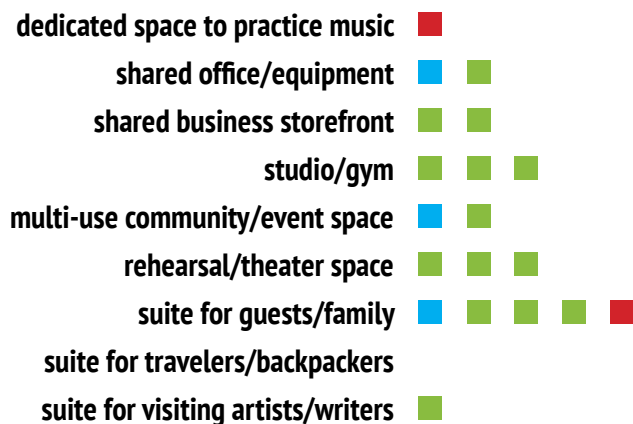 dedicated space to practice music
shared office/equipment
shared business storefront
studio/gym
multi-use community/event space
rehearsal/theater space
suite for guests/family
suite for travelers/backpackers
suite for visiting artists/writers